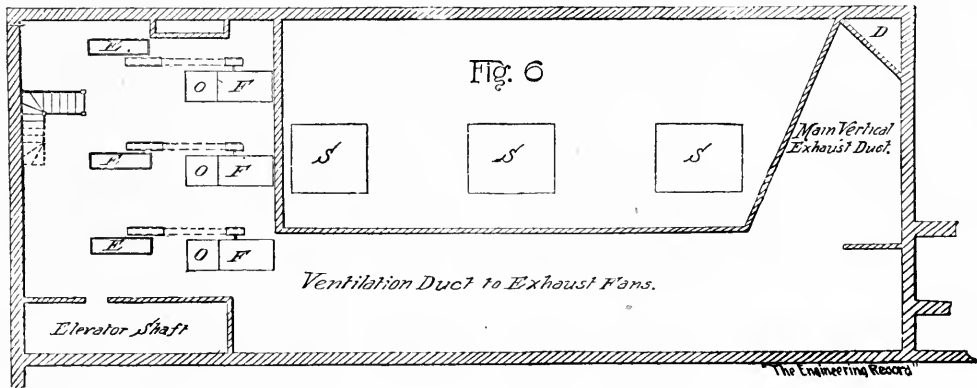 Fig. 6
D
E.
O F
Main Vertical
Exhaust Duct.
S S S
E
O F
E
O F
Ventilation Duct to Exhaust Fans.
Elevator Shaft
"The Engineering Record"